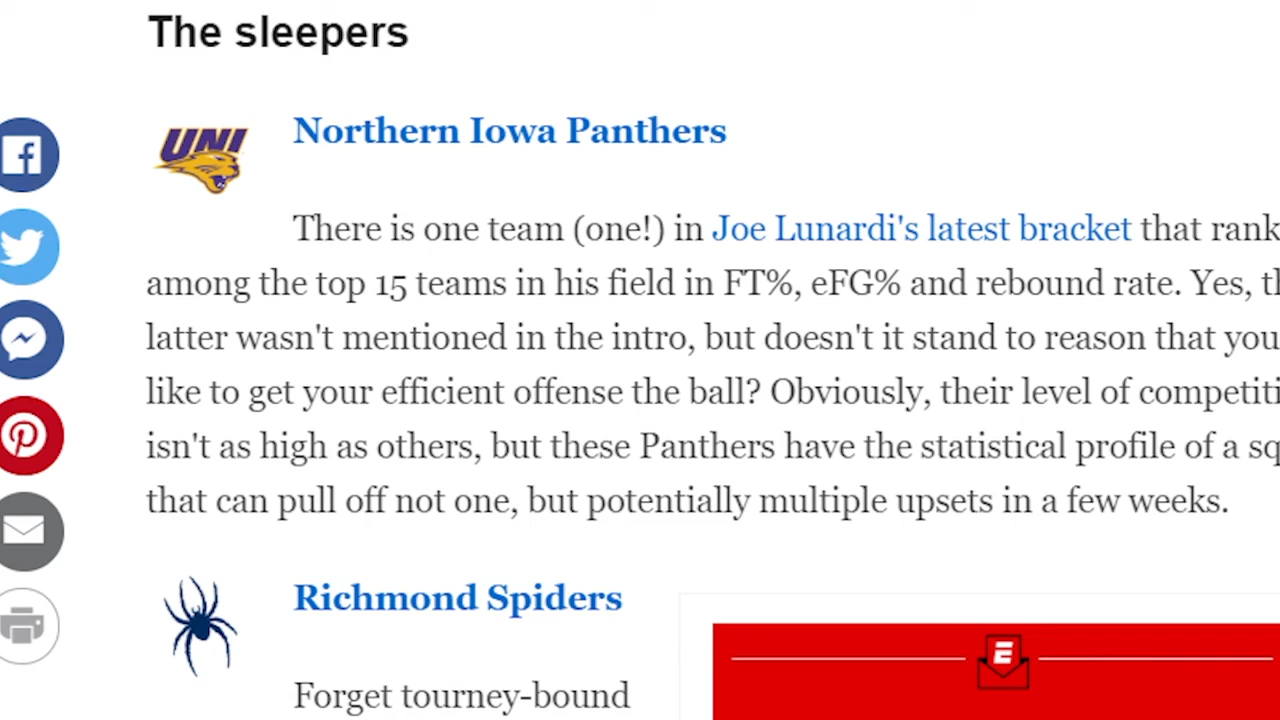 The sleepers
UNI
Northern Iowa Panthers
There is one team (one!) in Joe Lunardi's latest bracket that rank
among the top 15 teams in his field in FT%, eFG% and rebound rate. Yes, th
latter wasn't mentioned in the intro, but doesn't it stand to reason that you
like to get your efficient offense the ball? Obviously, their level of competiti
isn't as high as others, but these Panthers have the statistical profile of a sq
that can pull off not one, but potentially multiple upsets in a few weeks.
Richmond Spiders
E
Forget tourney-bound